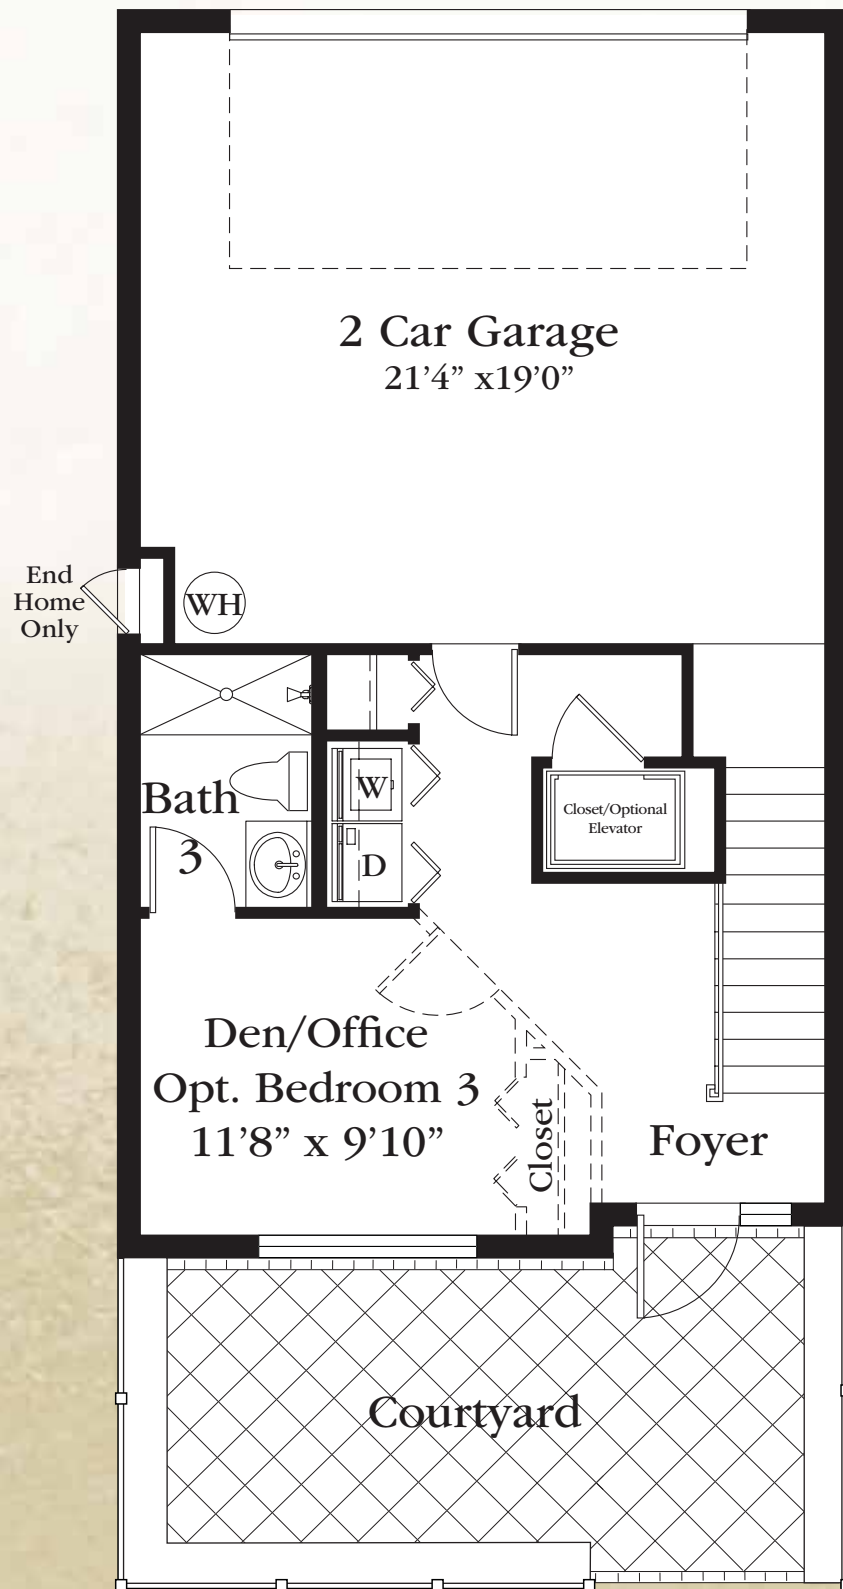 2 Car Garage
21’4” x19’0”
End
Home
Only
WH
W
Bath
3
D
Closet/Optional
Elevator
Den/Office
Opt. Bedroom 3
11’8” x 9’10”
Closet
Foyer
Courtyard